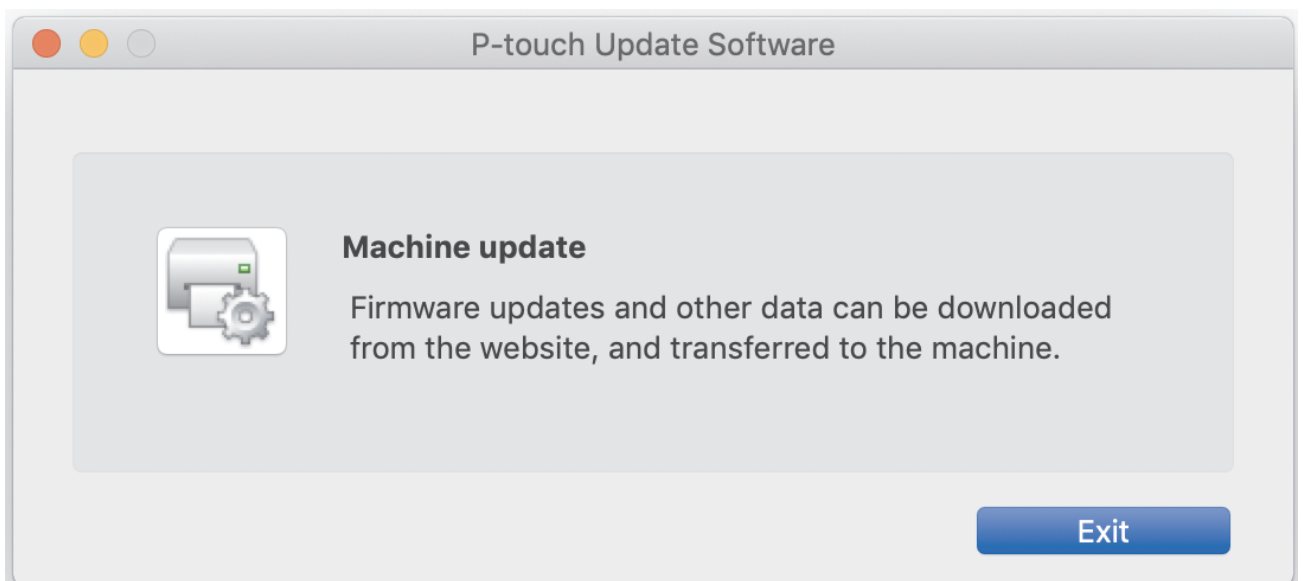 P-touch Update Software
Machine update
Firmware updates and other data can be downloaded
from the website, and transferred to the machine.
Exit